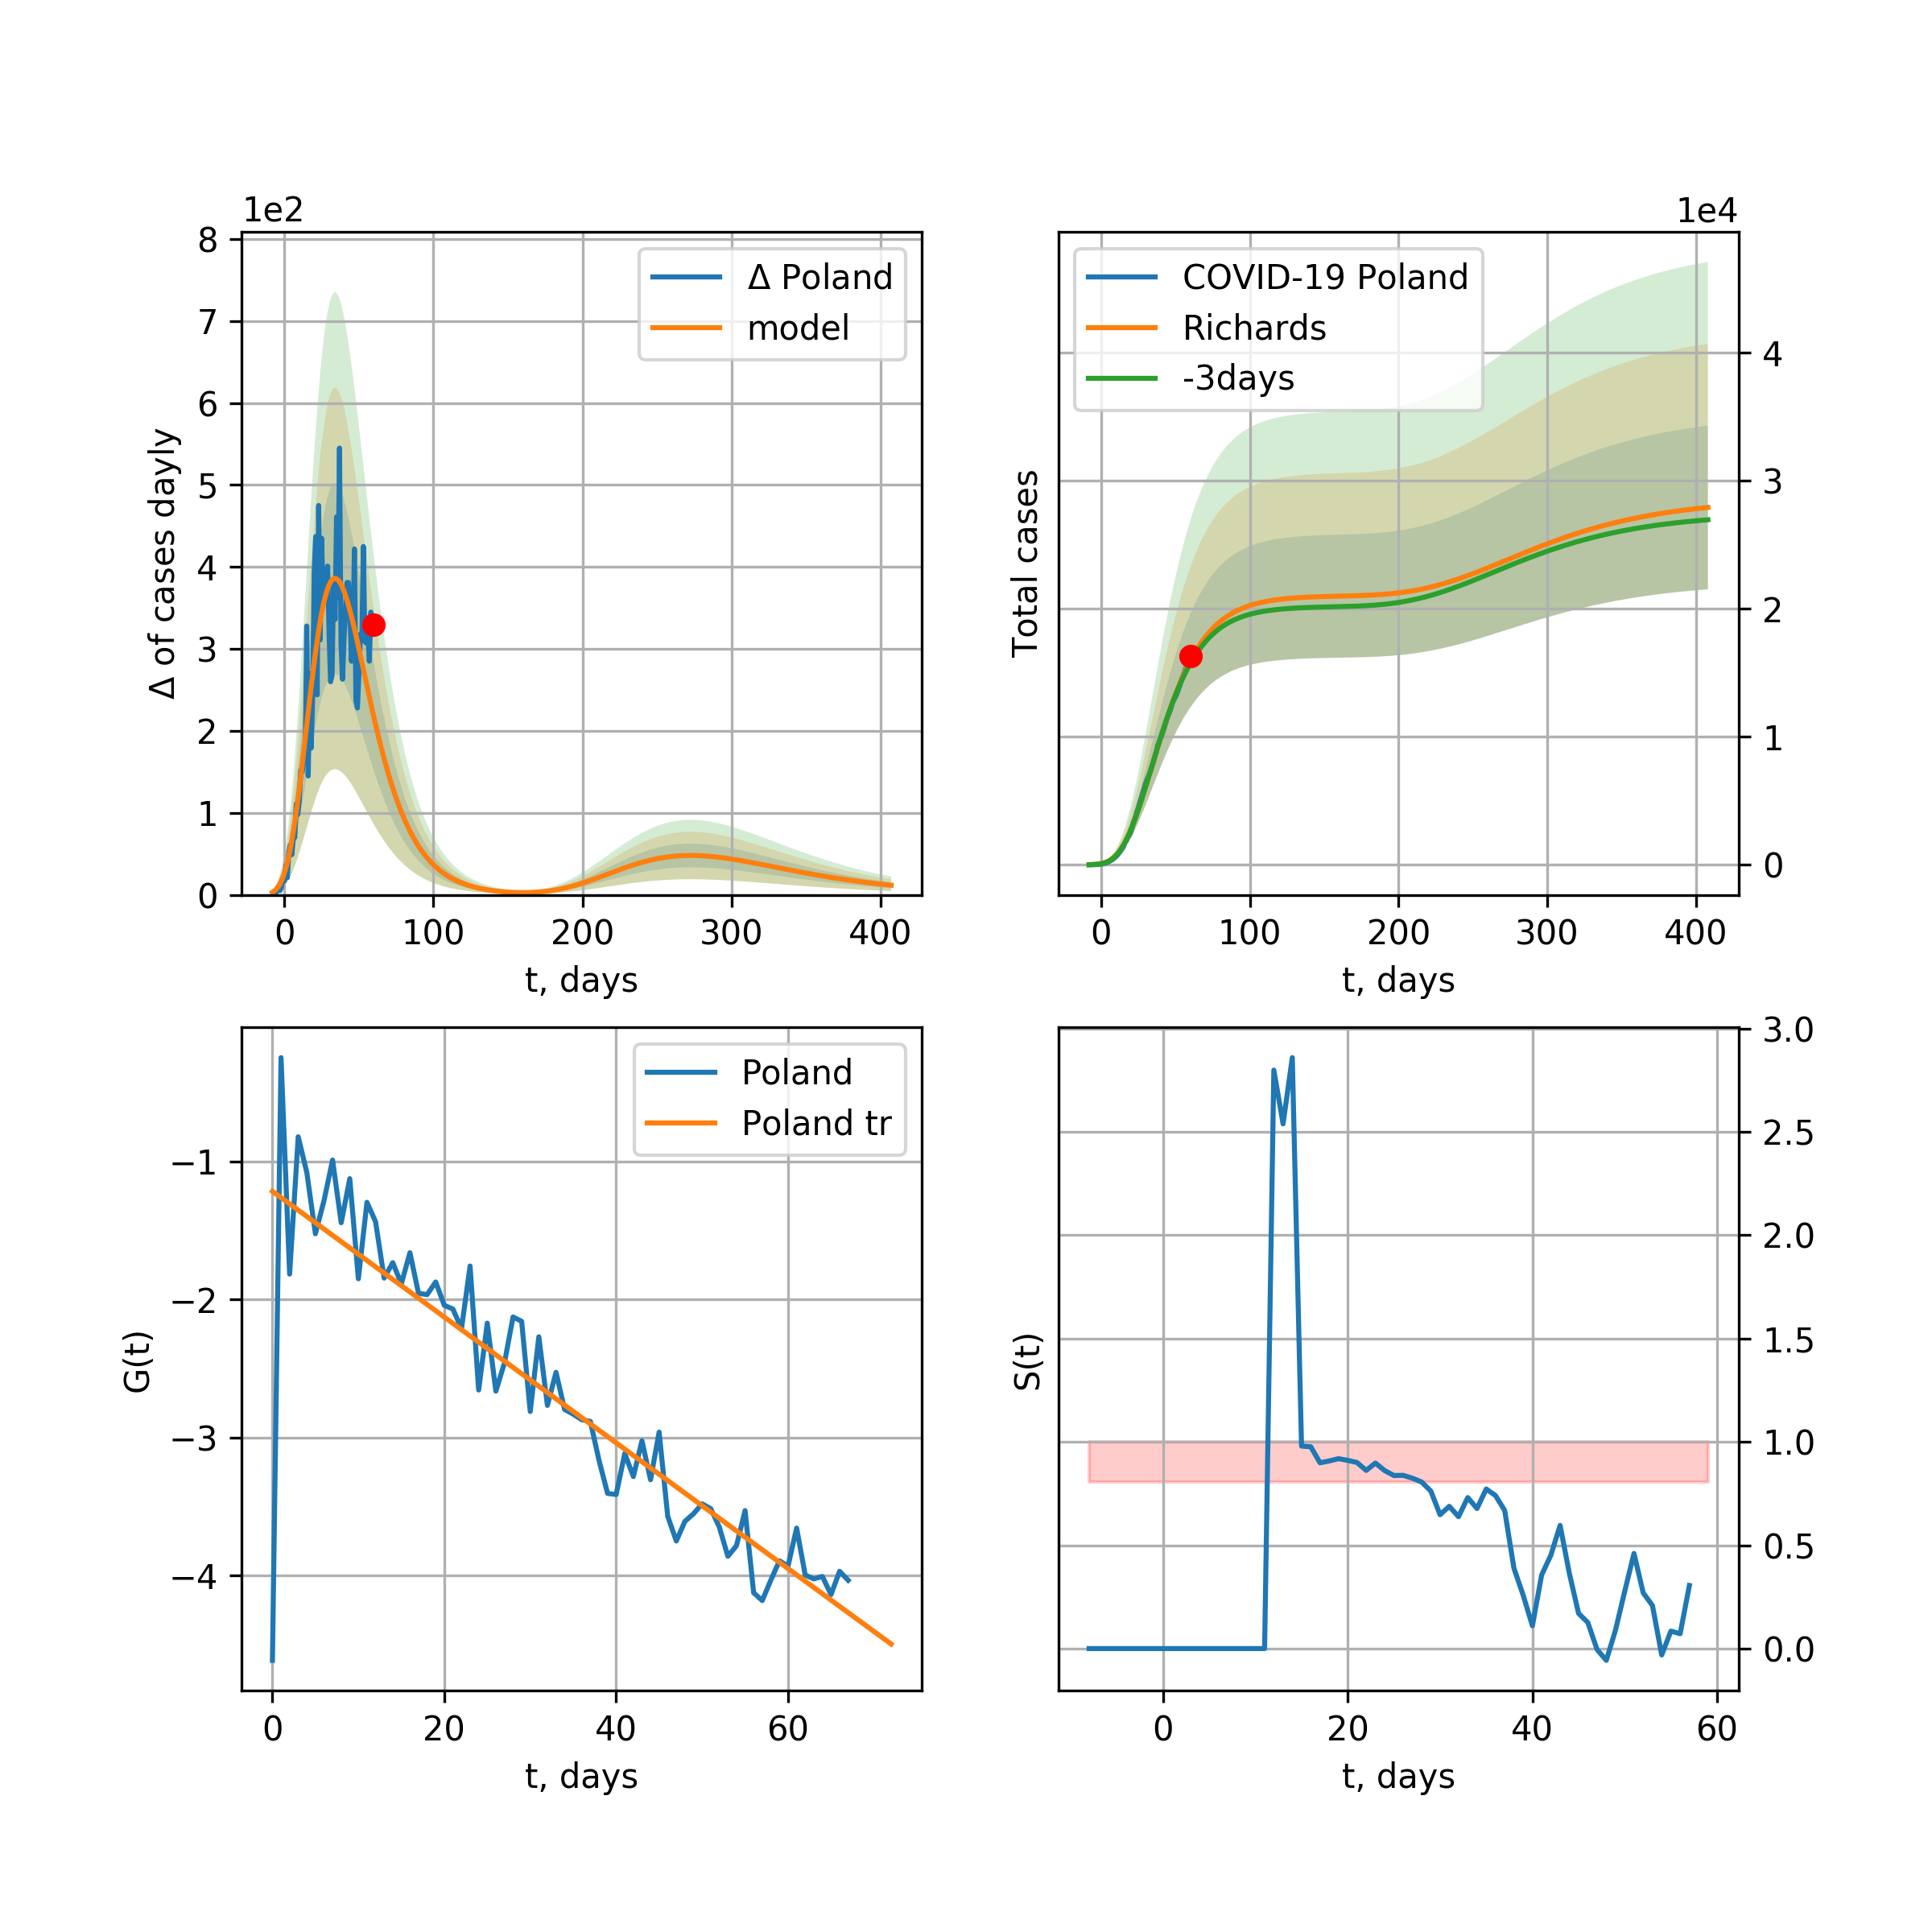 1e2
8
7
6
5
4
3
2
1
0
Δ of cases dayly
Δ Poland
model
0 100 200 300 400
t, days
1e4
COVID-19 Poland
Richards
-3days
Total cases
4
3
2
1
0
0 100 200 300 400
t, days
Poland
Poland tr
G(t)
−1
−2
−3
−4
0 20 40 60
t, days
S(t)
3.0
2.5
2.0
1.5
1.0
0.5
0.0
0 20 40 60
t, days